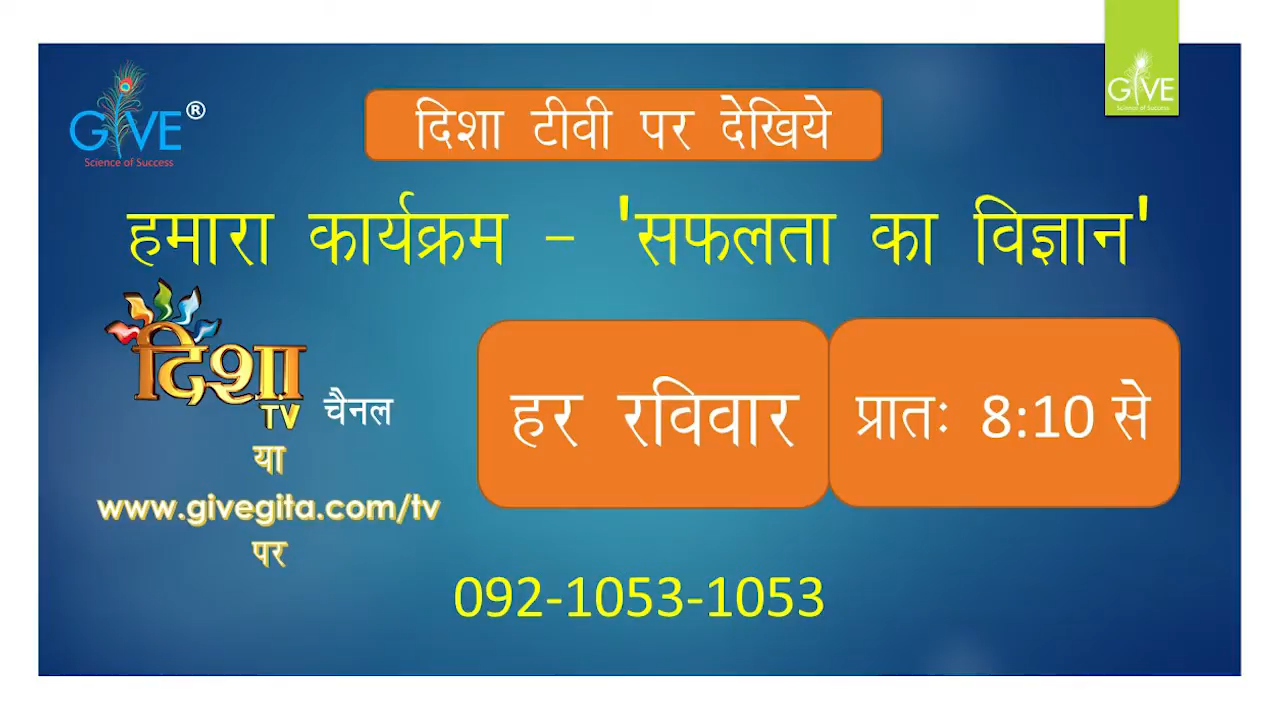 GIVE®
Science of Success
GIVE
Science of Success
दिशा टीवी पर देखिये
हमारा कार्यक्रम – 'सफलता का विज्ञान'
दिशा
TV चैनल
या
www.givegita.com/tv
पर
हर रविवार
प्रातः 8:10 से
092-1053-1053